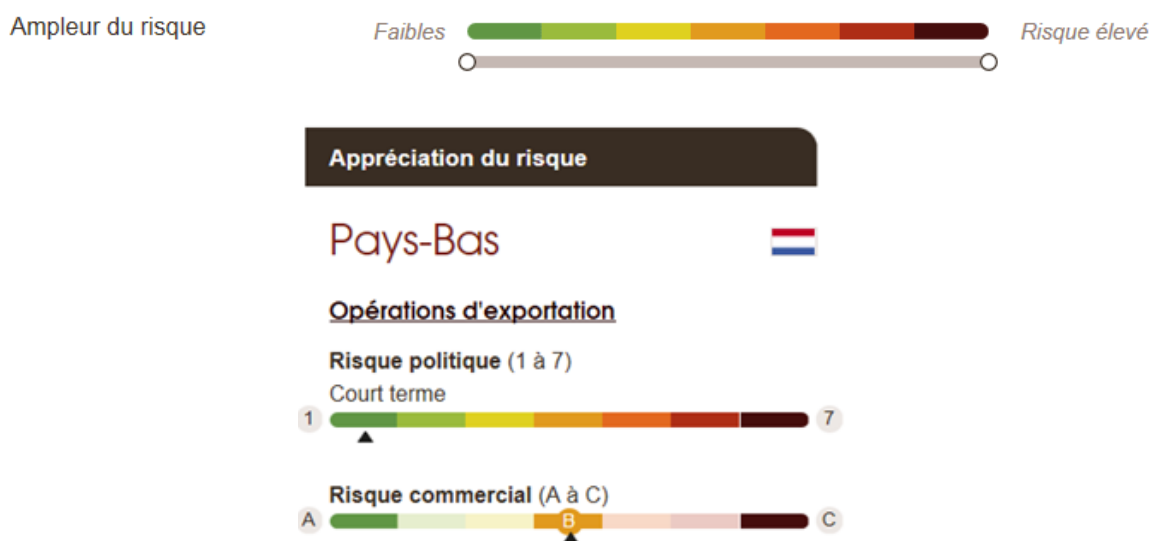 Ampleur du risque Faibles Risque élevé
Appréciation du risque
Pays-Bas
Opérations d'exportation
Risque politique (1 à 7)
Court terme
1 7
Risque commercial (A à C)
A B C